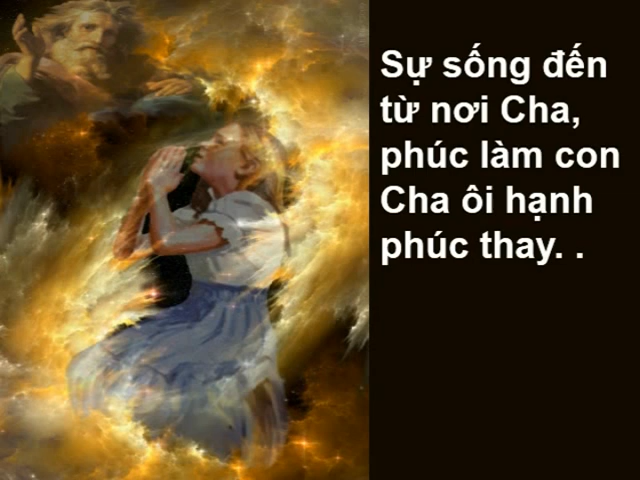 Sự sống đến
từ nơi Cha,
phúc làm con
Cha ôi hạnh
phúc thay. .